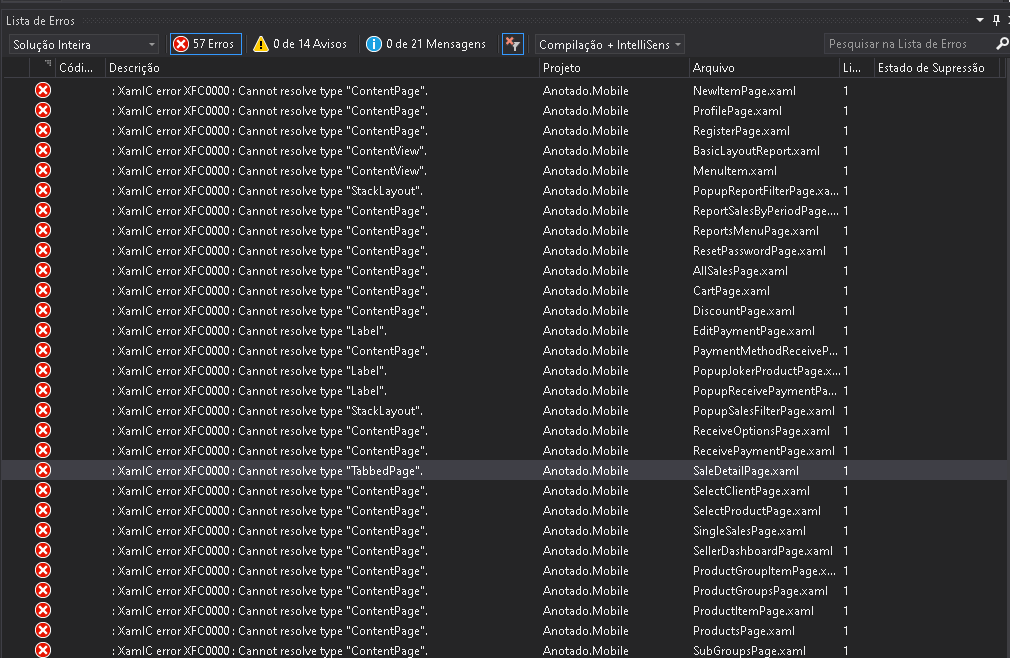 Lista de Erros
Solução Inteira 57 Erros 0 de 14 Avisos 0 de 21 Mensagens Compilação + IntelliSens Pesquisar na Lista de Erros
Códi... Descrição Projeto Arquivo Li... Estado de Supressão
: XamlC error XFC0000 : Cannot resolve type "ContentPage". Anotado.Mobile NewItemPage.xaml 1
: XamlC error XFC0000 : Cannot resolve type "ContentPage". Anotado.Mobile ProfilePage.xaml 1
: XamlC error XFC0000 : Cannot resolve type "ContentPage". Anotado.Mobile RegisterPage.xaml 1
: XamlC error XFC0000 : Cannot resolve type "ContentView". Anotado.Mobile BasicLayoutReport.xaml 1
: XamlC error XFC0000 : Cannot resolve type "ContentView". Anotado.Mobile MenuItem.xaml 1
: XamlC error XFC0000 : Cannot resolve type "StackLayout". Anotado.Mobile PopupReportFilterPage.xa... 1
: XamlC error XFC0000 : Cannot resolve type "ContentPage". Anotado.Mobile ReportSalesByPeriodPage.... 1
: XamlC error XFC0000 : Cannot resolve type "ContentPage". Anotado.Mobile ReportsMenuPage.xaml 1
: XamlC error XFC0000 : Cannot resolve type "ContentPage". Anotado.Mobile ResetPasswordPage.xaml 1
: XamlC error XFC0000 : Cannot resolve type "ContentPage". Anotado.Mobile AllSalesPage.xaml 1
: XamlC error XFC0000 : Cannot resolve type "ContentPage". Anotado.Mobile CartPage.xaml 1
: XamlC error XFC0000 : Cannot resolve type "ContentPage". Anotado.Mobile DiscountPage.xaml 1
: XamlC error XFC0000 : Cannot resolve type "Label". Anotado.Mobile EditPaymentPage.xaml 1
: XamlC error XFC0000 : Cannot resolve type "ContentPage". Anotado.Mobile PaymentMethodReceiveP... 1
: XamlC error XFC0000 : Cannot resolve type "Label". Anotado.Mobile PopupJokerProductPage.x... 1
: XamlC error XFC0000 : Cannot resolve type "Label". Anotado.Mobile PopupReceivePaymentPa... 1
: XamlC error XFC0000 : Cannot resolve type "StackLayout". Anotado.Mobile PopupSalesFilterPage.xaml 1
: XamlC error XFC0000 : Cannot resolve type "ContentPage". Anotado.Mobile ReceiveOptionsPage.xaml 1
: XamlC error XFC0000 : Cannot resolve type "ContentPage". Anotado.Mobile ReceivePaymentPage.xaml 1
: XamlC error XFC0000 : Cannot resolve type "TabbedPage". Anotado.Mobile SaleDetailPage.xaml 1
: XamlC error XFC0000 : Cannot resolve type "ContentPage". Anotado.Mobile SelectClientPage.xaml 1
: XamlC error XFC0000 : Cannot resolve type "ContentPage". Anotado.Mobile SelectProductPage.xaml 1
: XamlC error XFC0000 : Cannot resolve type "ContentPage". Anotado.Mobile SingleSalesPage.xaml 1
: XamlC error XFC0000 : Cannot resolve type "ContentPage". Anotado.Mobile SellerDashboardPage.xaml 1
: XamlC error XFC0000 : Cannot resolve type "ContentPage". Anotado.Mobile ProductGroupItemPage.x... 1
: XamlC error XFC0000 : Cannot resolve type "ContentPage". Anotado.Mobile ProductGroupsPage.xaml 1
: XamlC error XFC0000 : Cannot resolve type "ContentPage". Anotado.Mobile ProductItemPage.xaml 1
: XamlC error XFC0000 : Cannot resolve type "ContentPage". Anotado.Mobile ProductsPage.xaml 1
: XamlC error XFC0000 : Cannot resolve type "ContentPage". Anotado.Mobile SubGroupsPage.xaml 1